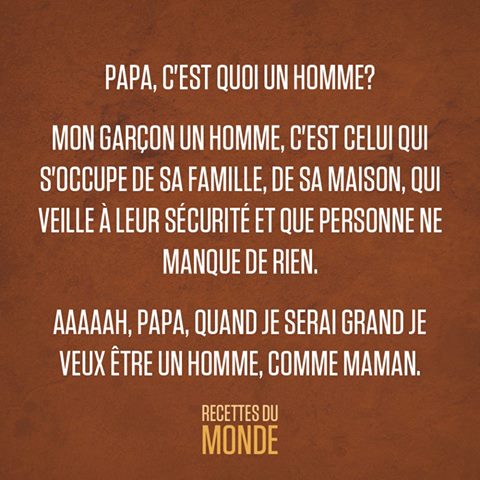 PAPA, C'EST QUOI UN HOMME?
MON GARÇON UN HOMME, C'EST CELUI QUI
S'OCCUPE DE SA FAMILLE, DE SA MAISON, QUI
VEILLE À LEUR SÉCURITÉ ET QUE PERSONNE NE
MANQUE DE RIEN.
AAAAAH, PAPA, QUAND JE SERAI GRAND JE
VEUX ÊTRE UN HOMME, COMME MAMAN.
RECETTES DU
MONDE